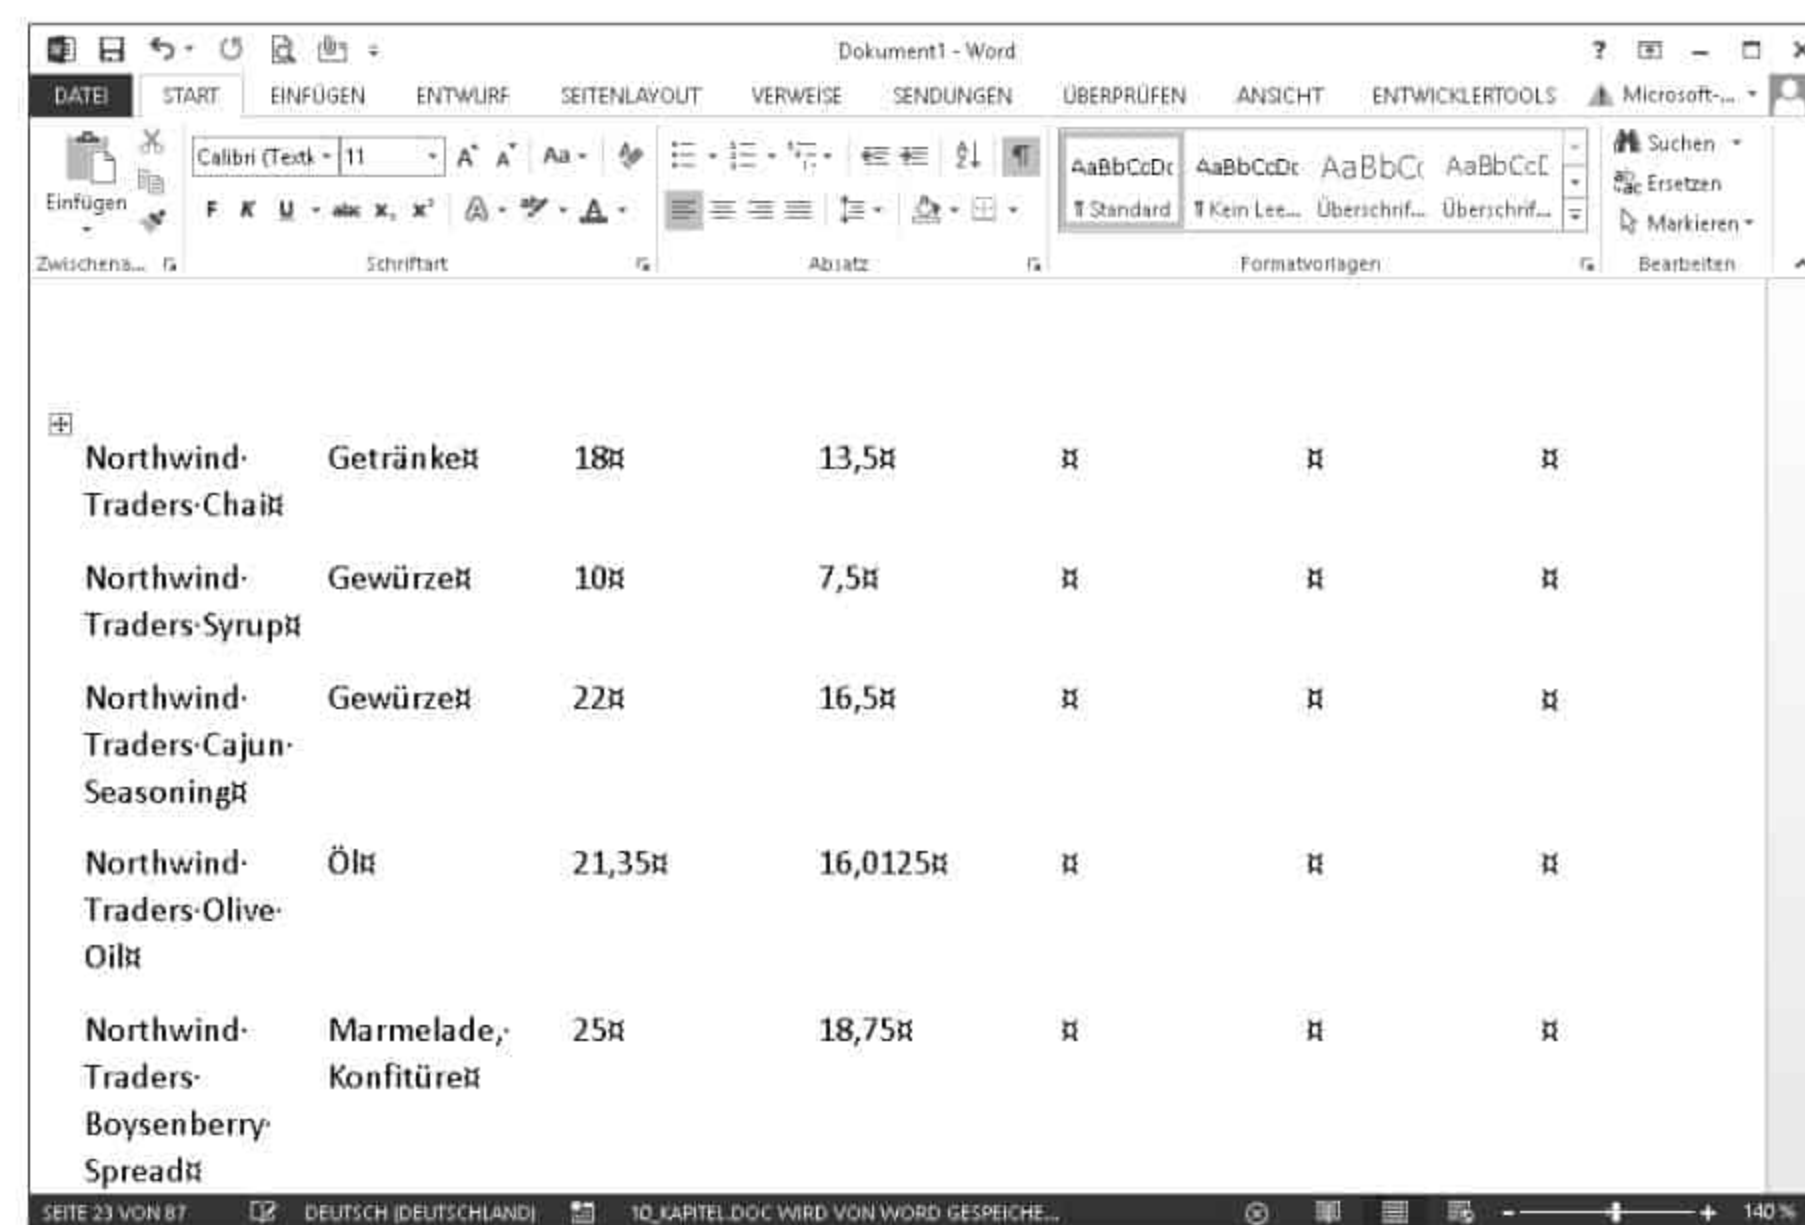 Dokument1 - Word
DATEI START EINFÜGEN ENTWURF SEITENLAYOUT VERWEISE SENDUNGEN ÜBERPRÜFEN ANSICHT ENTWICKLERTOOLS Microsoft-...
Calibri (Textk 11 Aa Suchen
Einfügen Ersetzen
F K U abc x₂ x² A Markieren
AaBbCcDc AaBbCcDc AaBbCc AaBbCcC
¶ Standard ¶ Kein Lee... Überschrif... Überschrif...
Zwischena... Schriftart Absatz Formatvorlagen Bearbeiten
Northwind· Getränke¤ 18¤ 13,5¤ ¤ ¤ ¤
Traders·Chai¤
Northwind· Gewürze¤ 10¤ 7,5¤ ¤ ¤ ¤
Traders·Syrup¤
Northwind· Gewürze¤ 22¤ 16,5¤ ¤ ¤ ¤
Traders·Cajun·
Seasoning¤
Northwind· Öl¤ 21,35¤ 16,0125¤ ¤ ¤ ¤
Traders·Olive·
Oil¤
Northwind· Marmelade,· 25¤ 18,75¤ ¤ ¤ ¤
Traders· Konfitüre¤
Boysenberry·
Spread¤
SEITE 23 VON 87 DEUTSCH (DEUTSCHLAND) 10_KAPITEL.DOC WIRD VON WORD GESPEICHE... 140 %